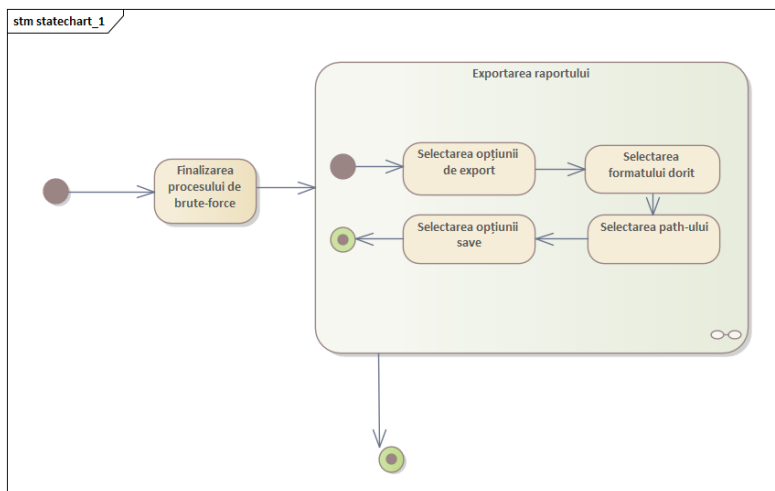 stm statechart_1
Exportarea raportului
Finalizarea
procesului de
brute-force
Selectarea opțiunii
de export
Selectarea
formatului dorit
Selectarea opțiunii
save
Selectarea path-ului